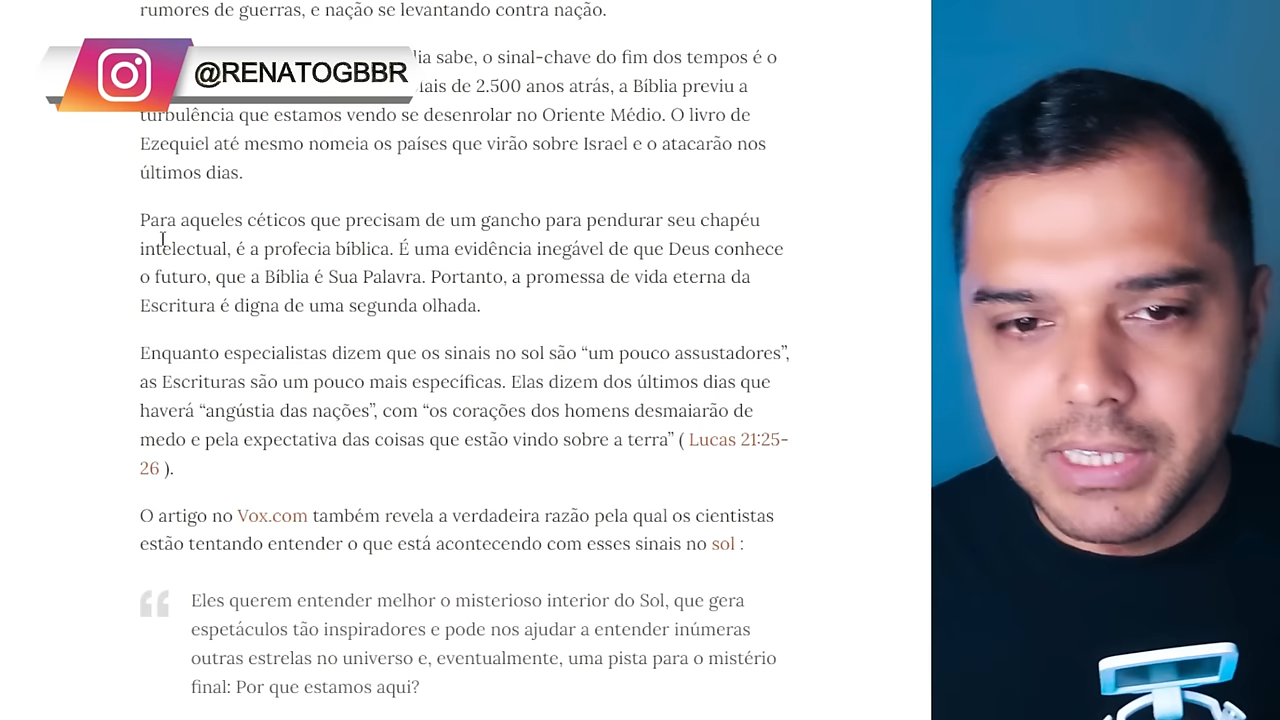 rumores de guerras, e nação se levantando contra nação.
@RENATOGBBR
sabe, o sinal-chave do fim dos tempos é o
de 2.500 anos atrás, a Bíblia previu a
turbulência que estamos vendo se desenrolar no Oriente Médio. O livro de
Ezequiel até mesmo nomeia os países que virão sobre Israel e o atacarão nos
últimos dias.
Para aqueles céticos que precisam de um gancho para pendurar seu chapéu
intelectual, é a profecia bíblica. É uma evidência inegável de que Deus conhece
o futuro, que a Bíblia é Sua Palavra. Portanto, a promessa de vida eterna da
Escritura é digna de uma segunda olhada.
Enquanto especialistas dizem que os sinais no sol são “um pouco assustadores”,
as Escrituras são um pouco mais específicas. Elas dizem dos últimos dias que
haverá “angústia das nações”, com “os corações dos homens desmaiarão de
medo e pela expectativa das coisas que estão vindo sobre a terra” ( Lucas 21:25-
26 ).
O artigo no Vox.com também revela a verdadeira razão pela qual os cientistas
estão tentando entender o que está acontecendo com esses sinais no sol :
Eles querem entender melhor o misterioso interior do Sol, que gera
espetáculos tão inspiradores e pode nos ajudar a entender inúmeras
outras estrelas no universo e, eventualmente, uma pista para o mistério
final: Por que estamos aqui?